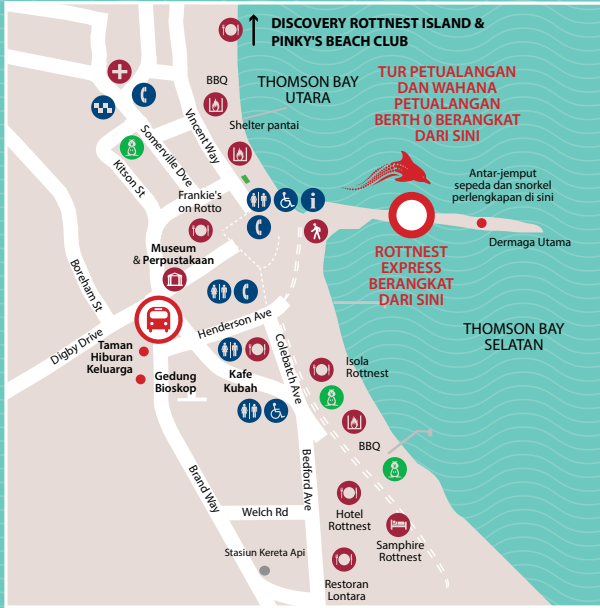 DISCOVERY ROTTNEST ISLAND &
PINKY'S BEACH CLUB
BBQ
THOMSON BAY
UTARA
TUR PETUALANGAN
DAN WAHANA
PETUALANGAN
BERTH 0 BERANGKAT
DARI SINI
Vincent Way
Shelter pantai
Somerville Dve
Kitson St
Antar-jemput
sepeda dan snorkel
perlengkapan di sini
Frankie's
on Rotto
i
Dermaga Utama
Museum
& Perpustakaan
ROTTNEST
EXPRESS
BERANGKAT
DARI SINI
Boreham St
Digby Drive
Henderson Ave
THOMSON BAY
SELATAN
Taman
Hiburan
Keluarga
Gedung
Bioskop
Kafe
Kubah
Colebatch Ave
Isola
Rottnest
BBQ
Brand Way
Bedford Ave
Welch Rd
Hotel
Rottnest
Samphire
Rottnest
Stasiun Kereta Api
Restoran
Lontara